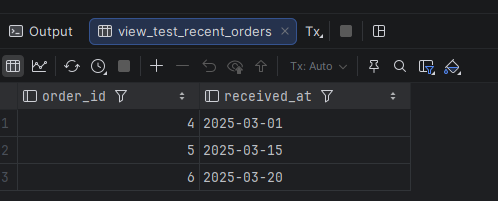 Output view_test_recent_orders Tx
Tx: Auto
order_id received_at
1 4 2025-03-01
2 5 2025-03-15
3 6 2025-03-20